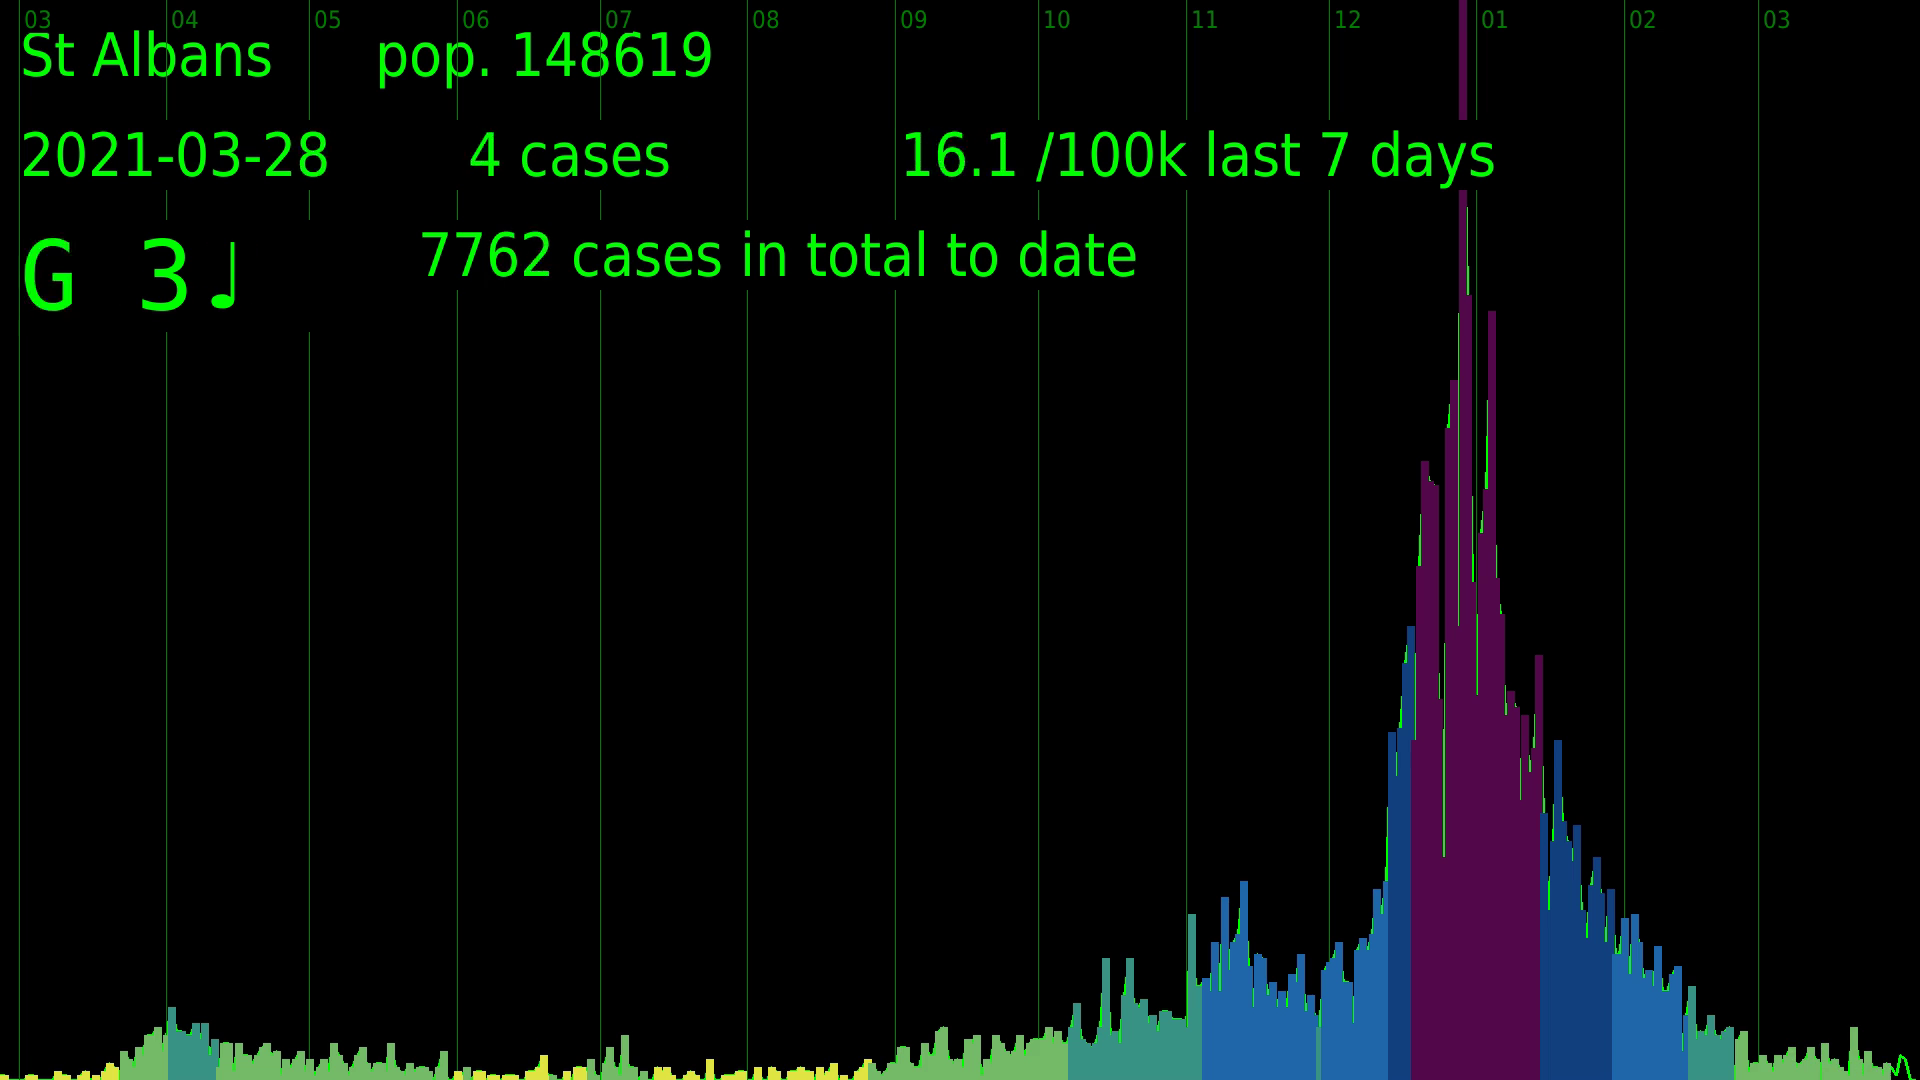 03 04 05 06 07 08 09 10 11 12 01 02 03
St Albans pop. 148619
2021-03-28 4 cases 16.1 /100k last 7 days
G 3♩ 7762 cases in total to date